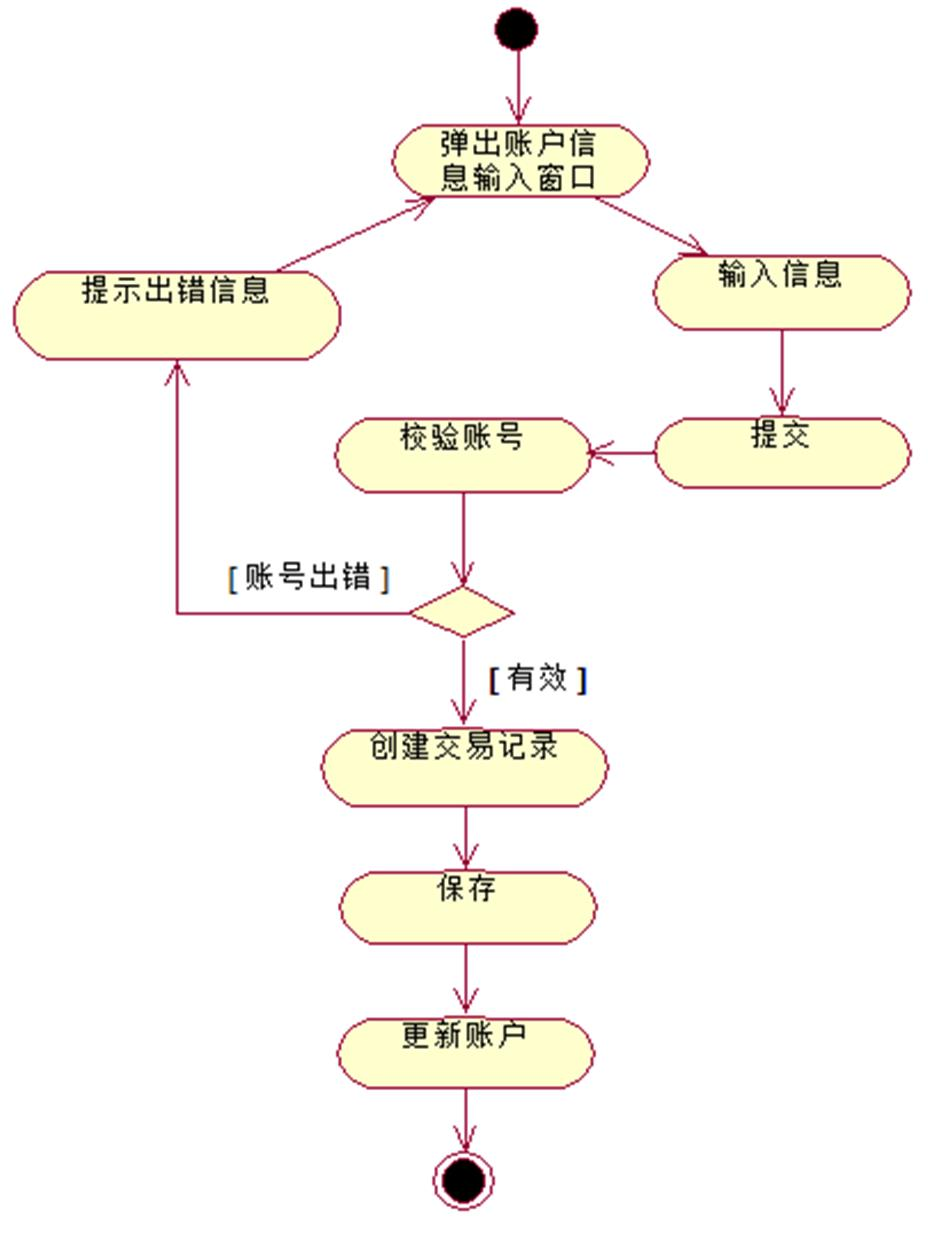 弹出账户信
息输入窗口
输入信息
提示出错信息
提交
校验账号
[账号出错]
[有效]
创建交易记录
保存
更新账户